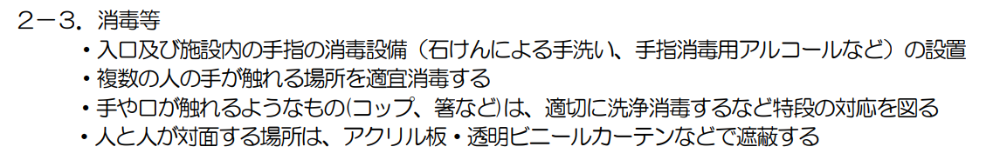 ２－３．消毒等
・入口及び施設内の手指の消毒設備（石けんによる手洗い、手指消毒用アルコールなど）の設置
・複数の人の手が触れる場所を適宜消毒する
・手や口が触れるようなもの(コップ、箸など)は、適切に洗浄消毒するなど特段の対応を図る
・人と人が対面する場所は、アクリル板・透明ビニールカーテンなどで遮蔽する